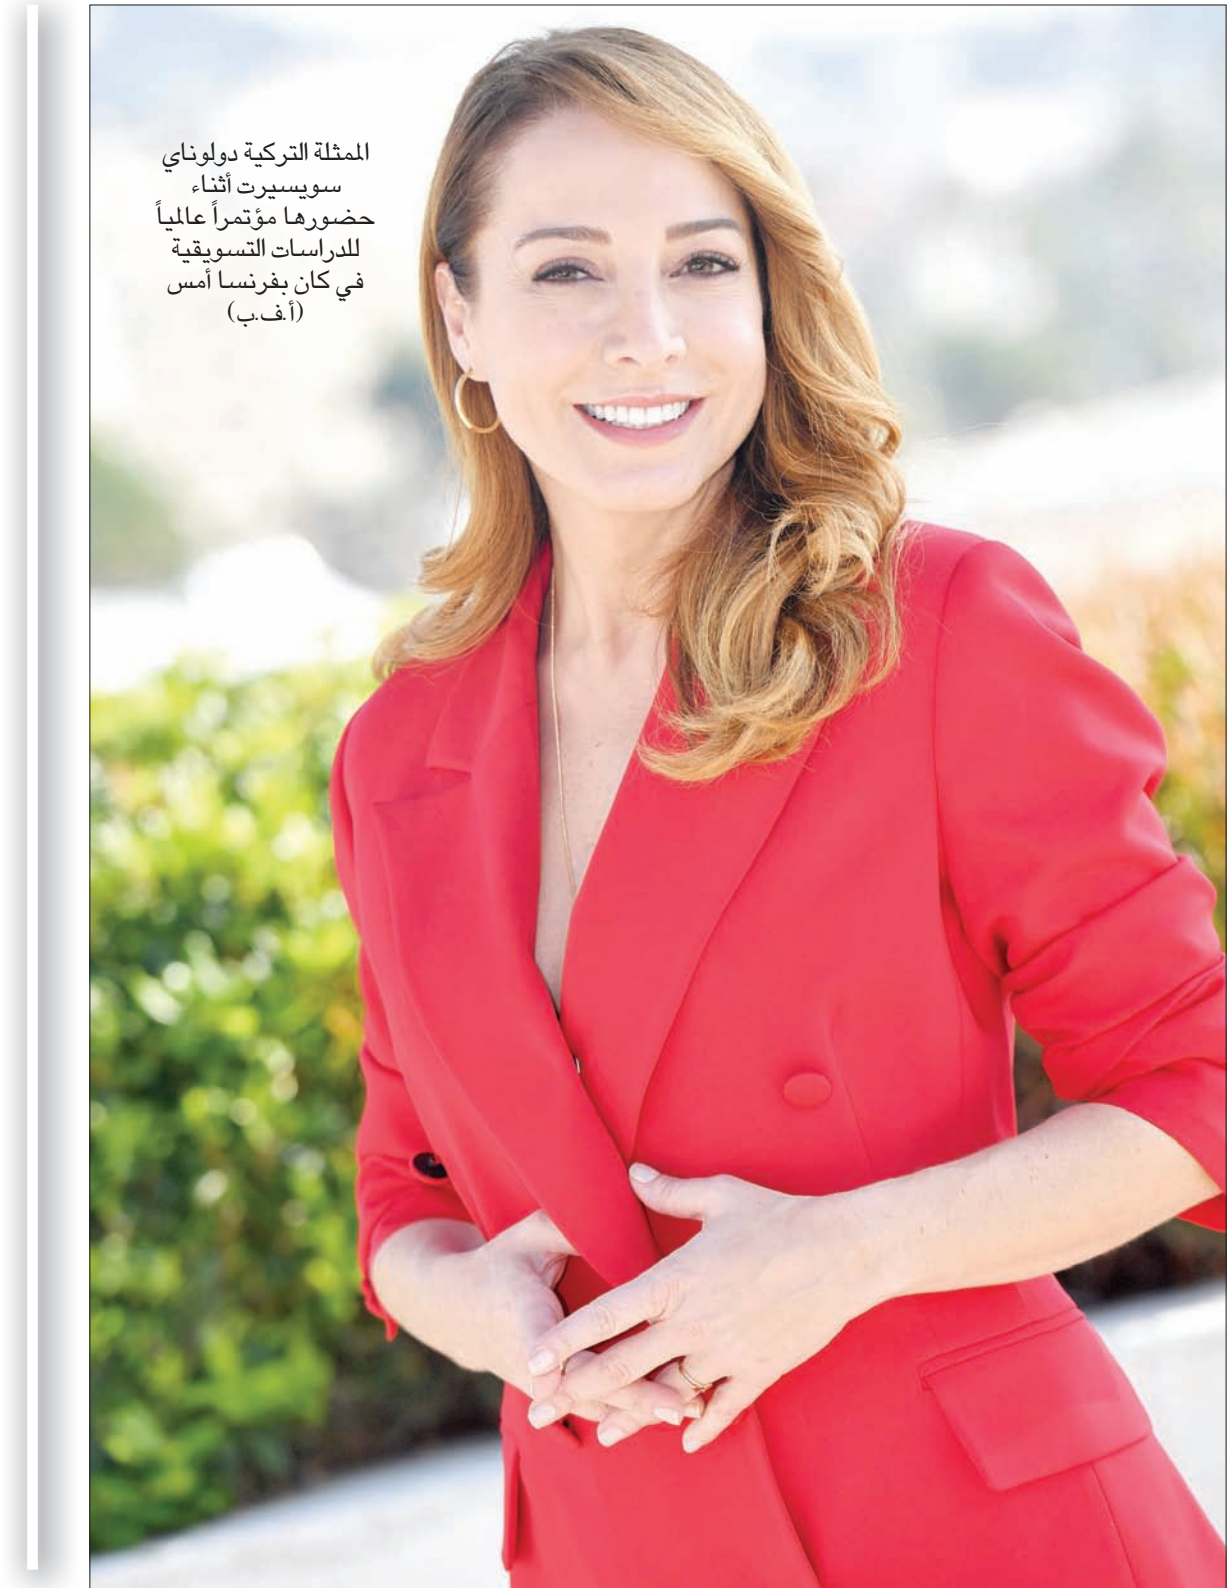 الممثلة التركية دولوناي
سويسيرت أثناء
حضورها مؤتمراً عالمياً
للدراسات التسويقية
في كان بفرنسا أمس
(أ.ف.ب)